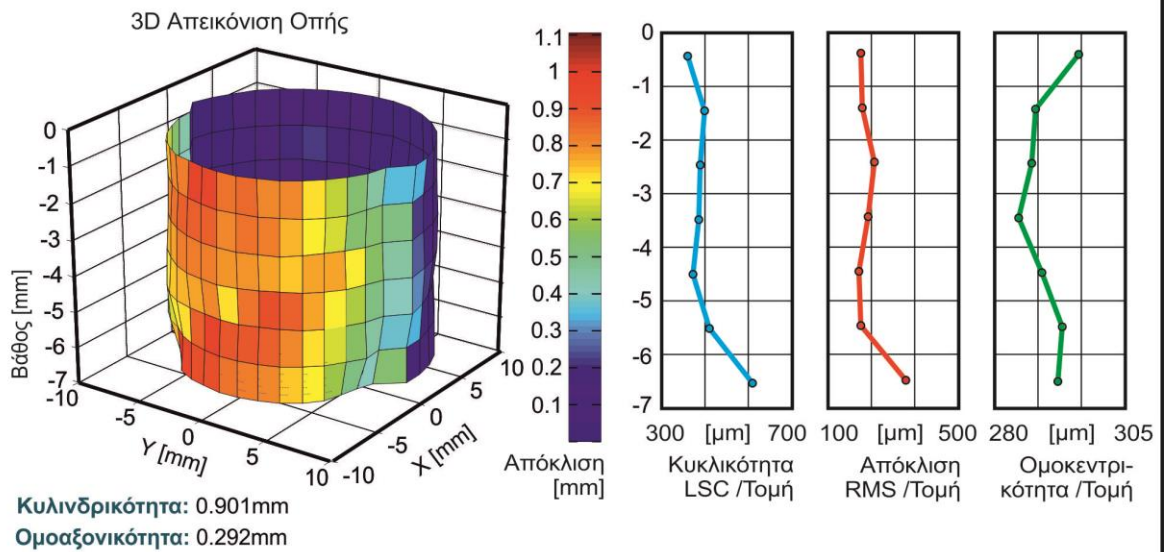 3D Απεικόνιση Οπής
0
-1
-2
-3
-4
-5
-6
-7
Βάθος [mm]
-10
-5
0
5
10
Y [mm]
-10
-5
0
5
10
X [mm]
1.1
1
0.9
0.8
0.7
0.6
0.5
0.4
0.3
0.2
0.1
Απόκλιση
[mm]
0
-1
-2
-3
-4
-5
-6
-7
300 [μm] 700
Κυκλικότητα
LSC /Τομή
100 [μm] 500
Απόκλιση
RMS /Τομή
280 [μm] 305
Ομοκεντρι-
κότητα /Τομή
Κυλινδρικότητα: 0.901mm
Ομοαξονικότητα: 0.292mm